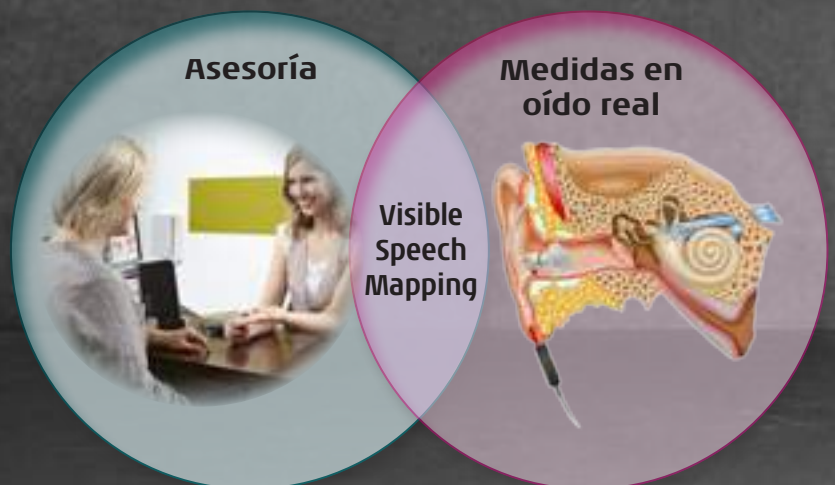 Asesoría
Medidas en
oído real
Visible
Speech
Mapping